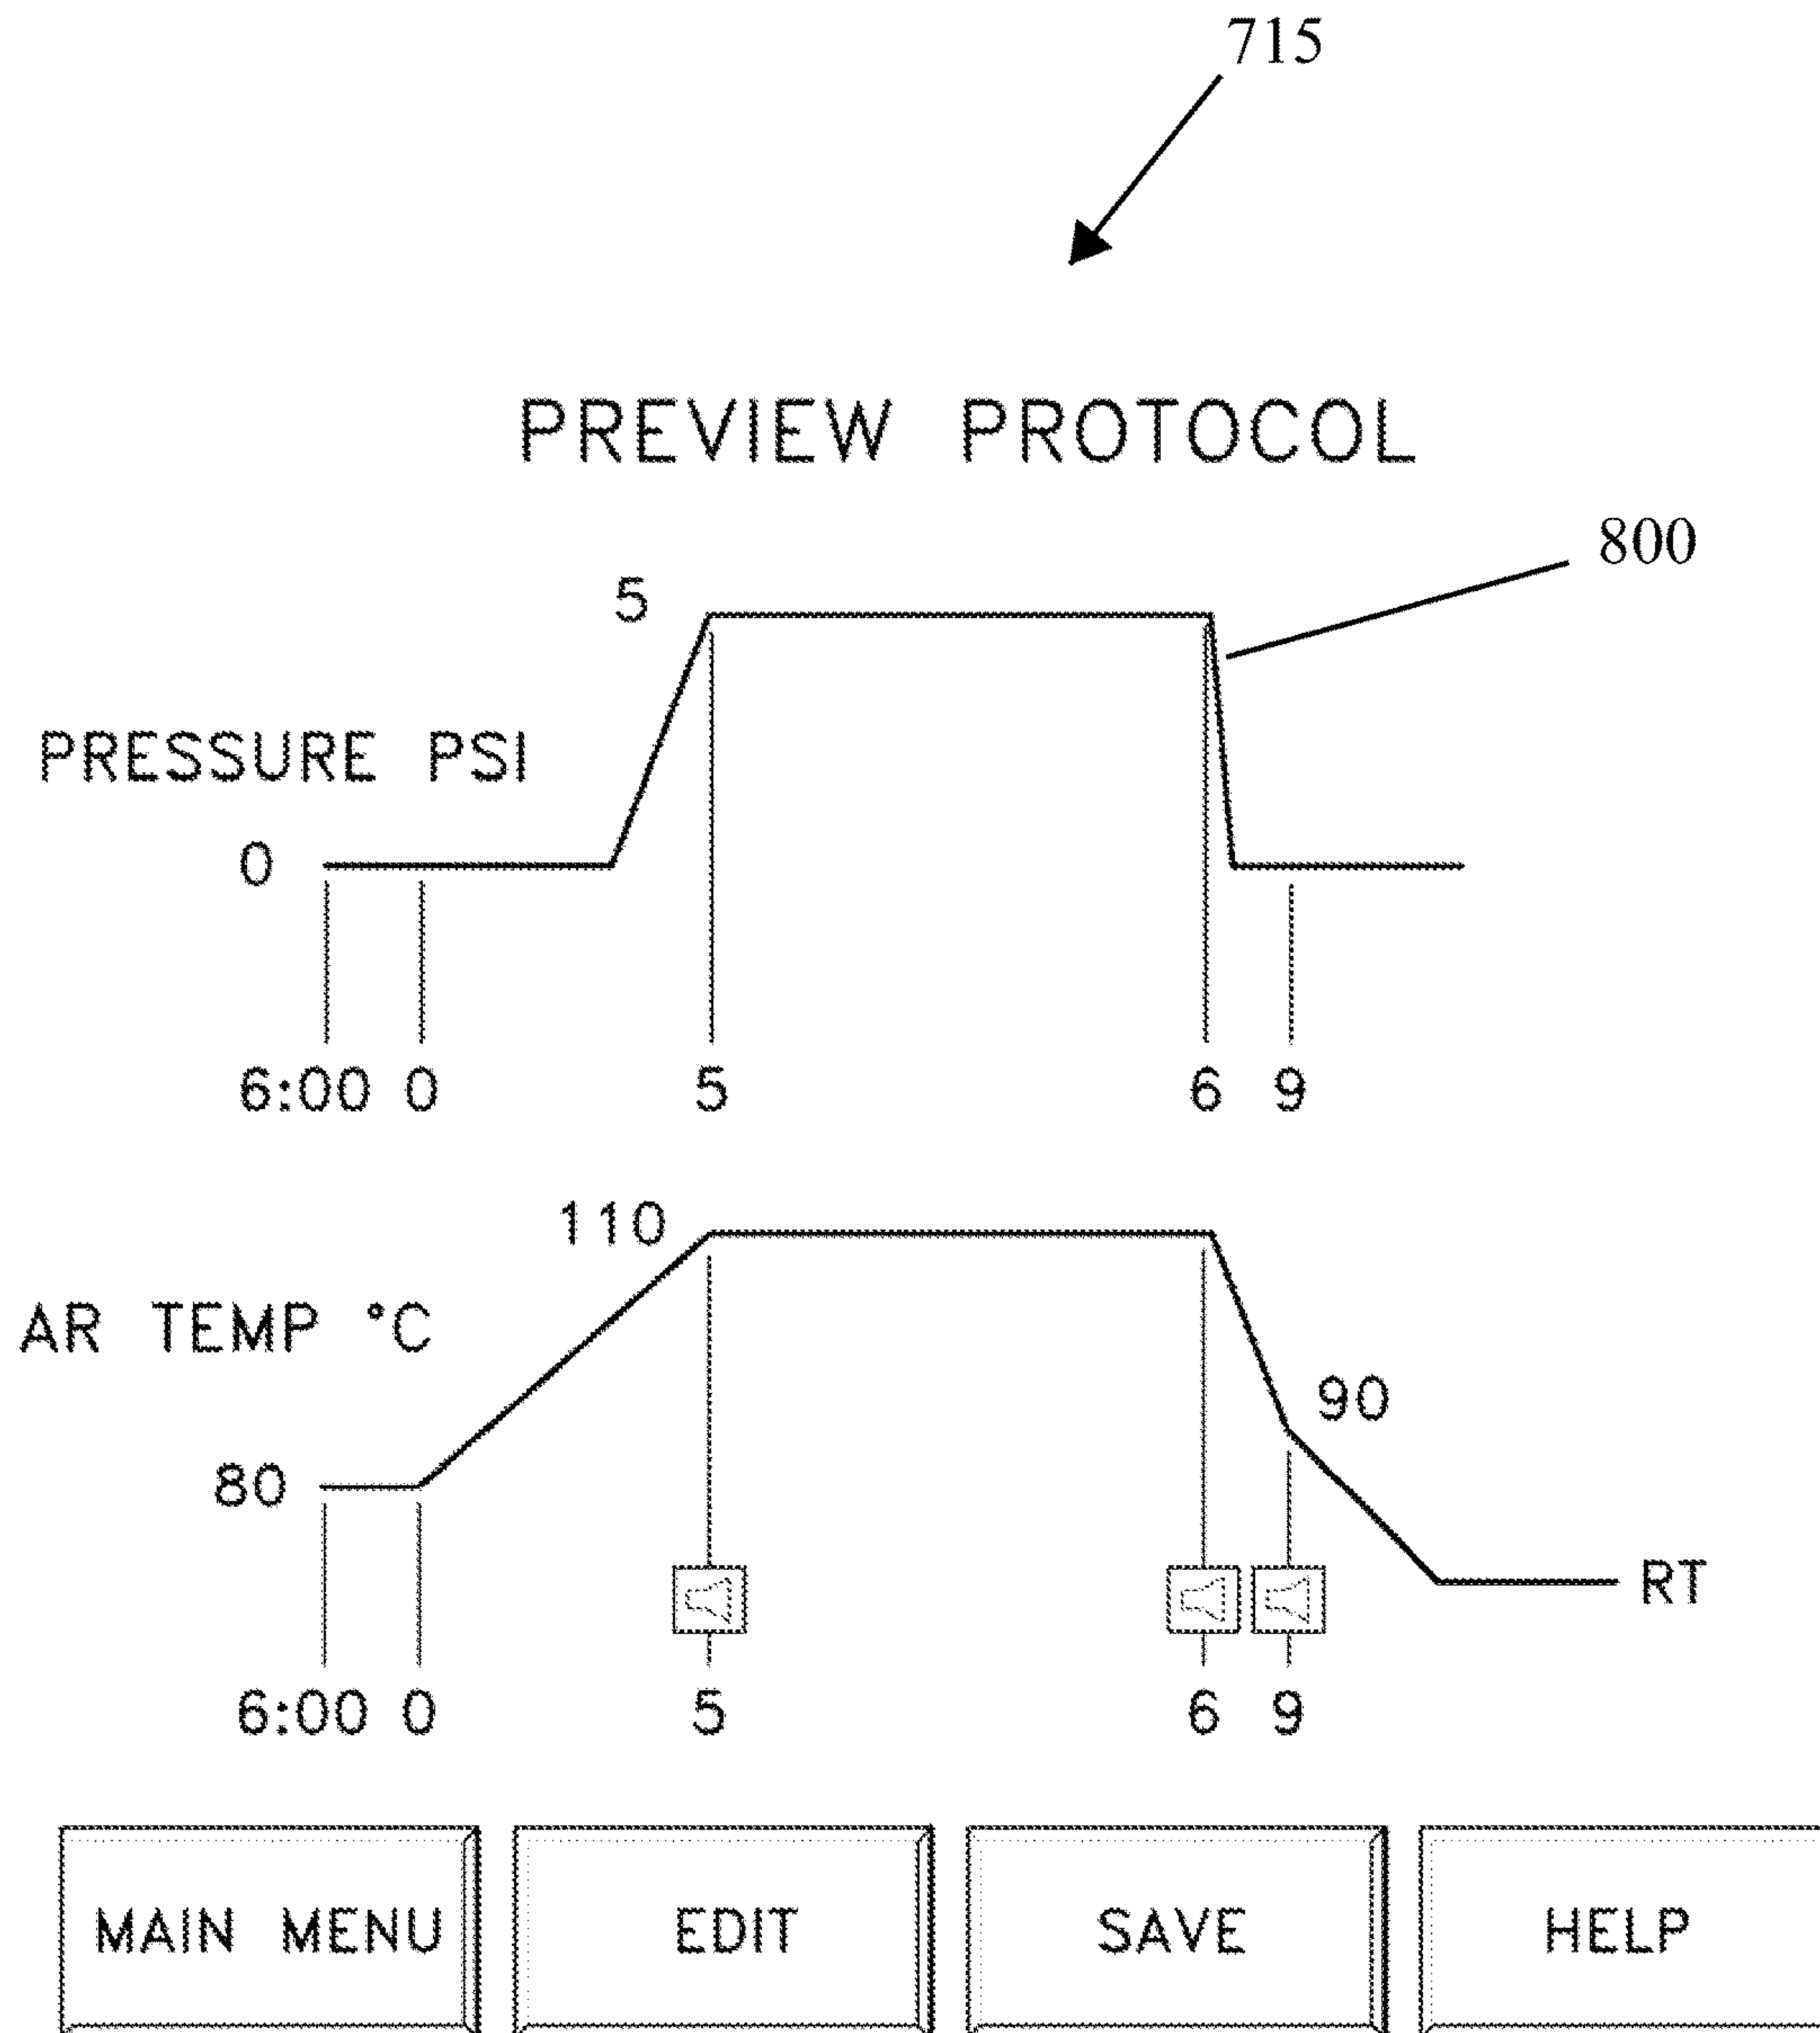 715
PREVIEW PROTOCOL
800
5
PRESSURE PSI
0
6:00 0 5 6 9
110
AR TEMP °C
90
80
RT
6:00 0 5 6 9
MAIN MENU EDIT SAVE HELP